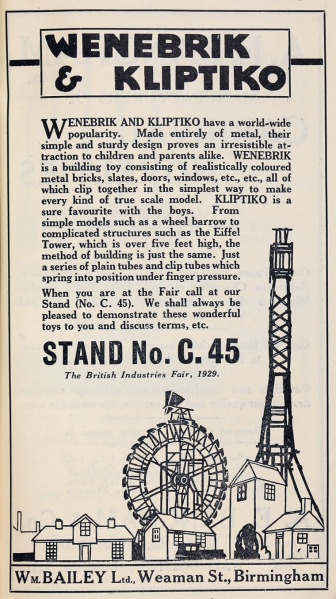 WENEBRIK
& KLIPTIKO
WENEBRIK AND KLIPTIKO have a world-wide
popularity. Made entirely of metal, their
simple and sturdy design proves an irresistible at-
traction to children and parents alike. WENEBRIK
is a building toy consisting of realistically coloured
metal bricks, slates, doors, windows, etc., etc., all of
which clip together in the simplest way to make
every kind of true scale model. KLIPTIKO is a
sure favourite with the boys. From
simple models such as a wheel barrow to
complicated structures such as the Eiffel
Tower, which is over five feet high, the
method of building is just the same. Just
a series of plain tubes and clip tubes which
spring into position under finger pressure.
When you are at the Fair call at our
Stand (No. C. 45). We shall always be
pleased to demonstrate these wonderful
toys to you and discuss terms, etc.
STAND No. C. 45
The British Industries Fair, 1929.
WM. BAILEY Ltd., Weaman St., Birmingham